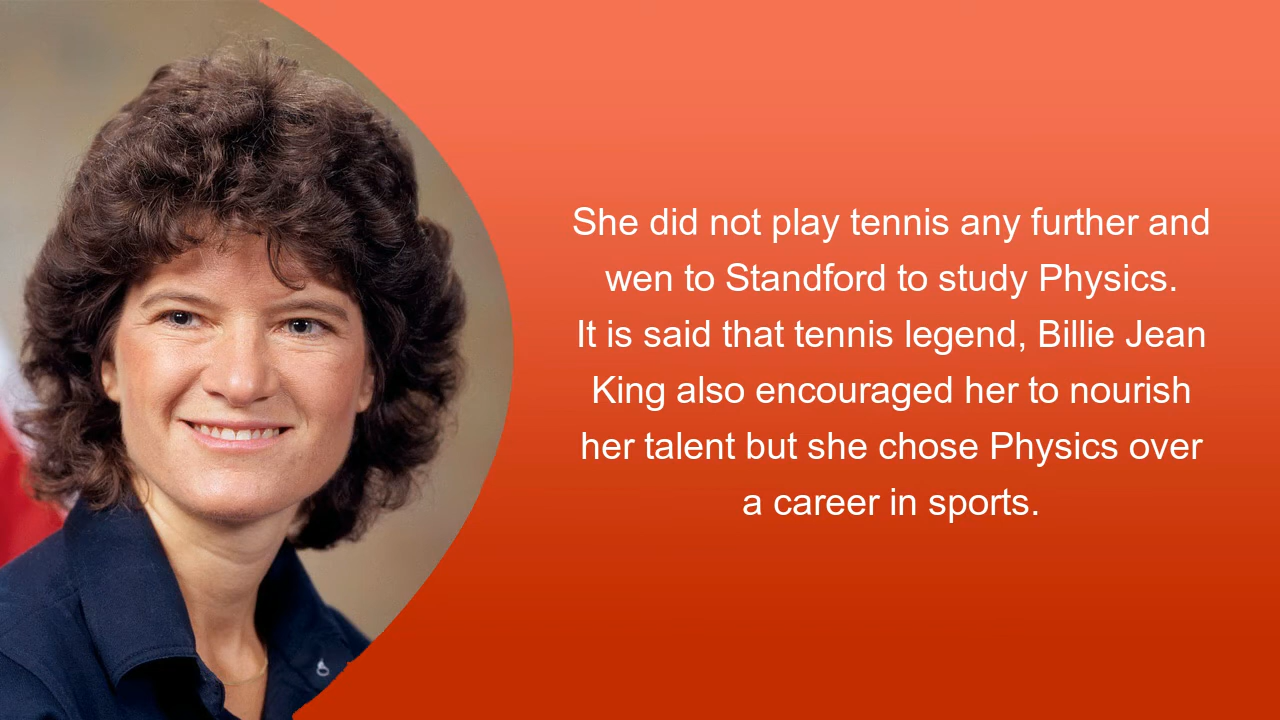 She did not play tennis any further and
wen to Standford to study Physics.
It is said that tennis legend, Billie Jean
King also encouraged her to nourish
her talent but she chose Physics over
a career in sports.